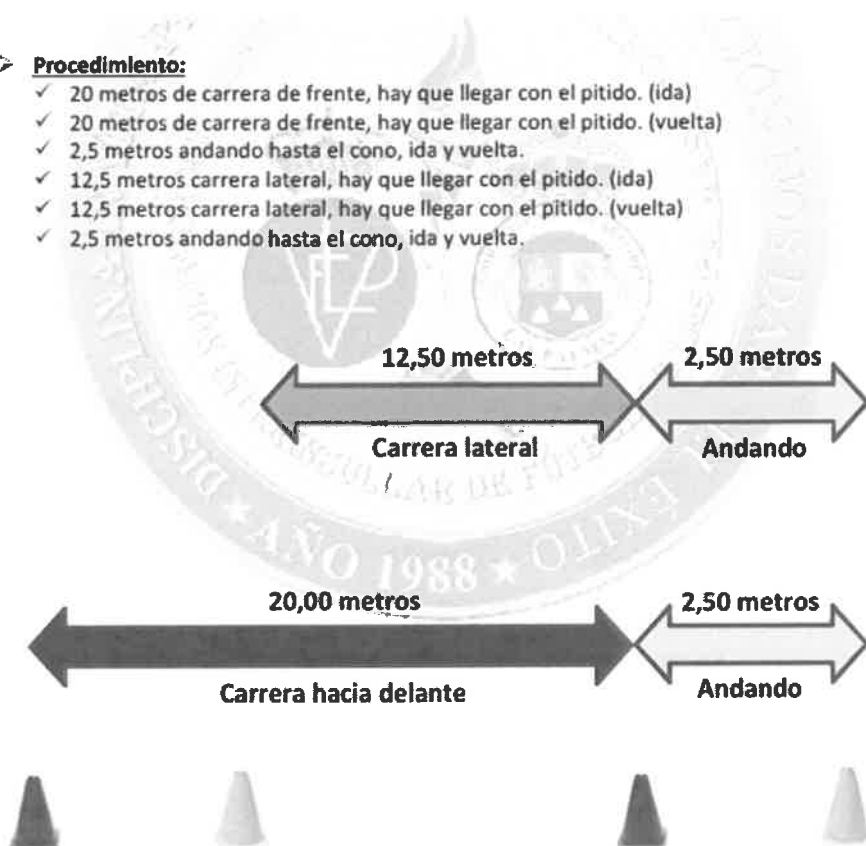 Procedimiento:
20 metros de carrera de frente, hay que llegar con el pitido. (ida)
20 metros de carrera de frente, hay que llegar con el pitido. (vuelta)
2,5 metros andando hasta el cono, ida y vuelta.
12,5 metros carrera lateral, hay que llegar con el pitido. (ida)
12,5 metros carrera lateral, hay que llegar con el pitido. (vuelta)
2,5 metros andando hasta el cono, ida y vuelta.
12,50 metros
2,50 metros
Carrera lateral
Andando
DISCIPLINA * AÑO 1988 * EXITO
20,00 metros
2,50 metros
Carrera hacia delante
Andando